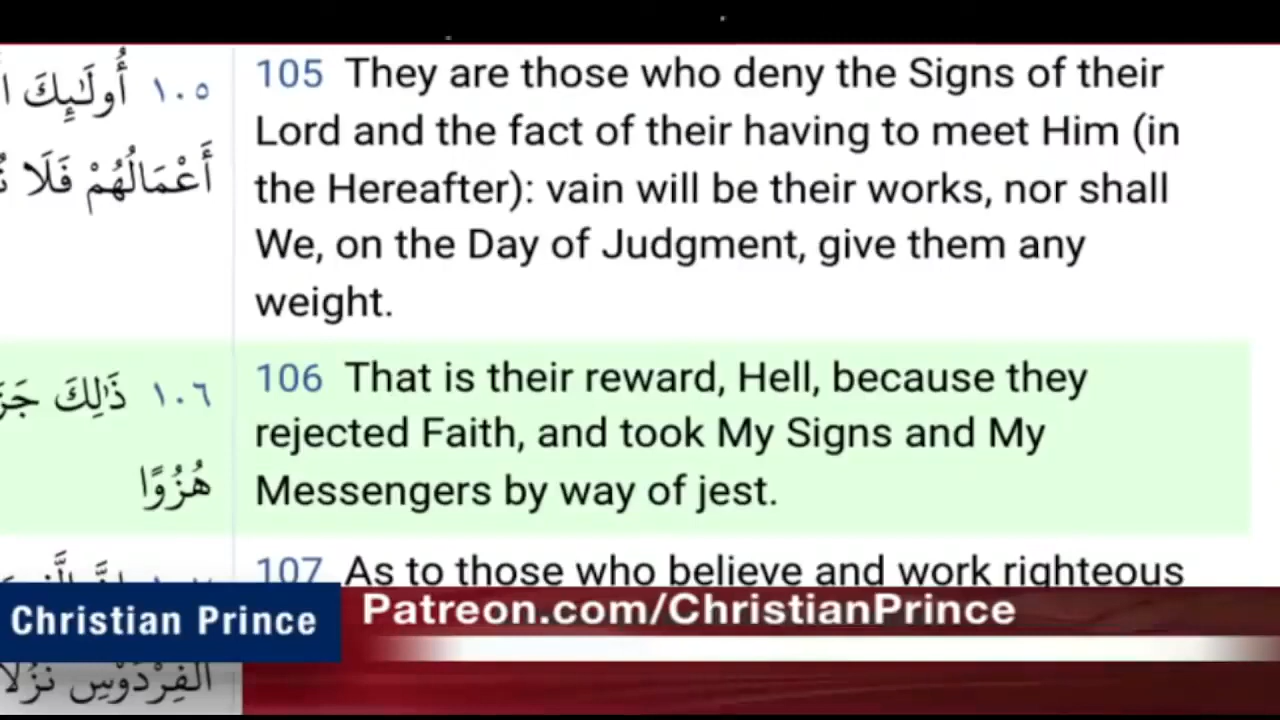 ١٠٥ أُولَٰئِكَ
أَعْمَالُهُمْ فَلَا
105 They are those who deny the Signs of their
Lord and the fact of their having to meet Him (in
the Hereafter): vain will be their works, nor shall
We, on the Day of Judgment, give them any
weight.
١٠٦ ذَٰلِكَ
هُزُوًا
106 That is their reward, Hell, because they
rejected Faith, and took My Signs and My
Messengers by way of jest.
107 As to those who believe and work righteous
الْفِرْدَوْسِ نُزُلًا
Christian Prince
Patreon.com/ChristianPrince